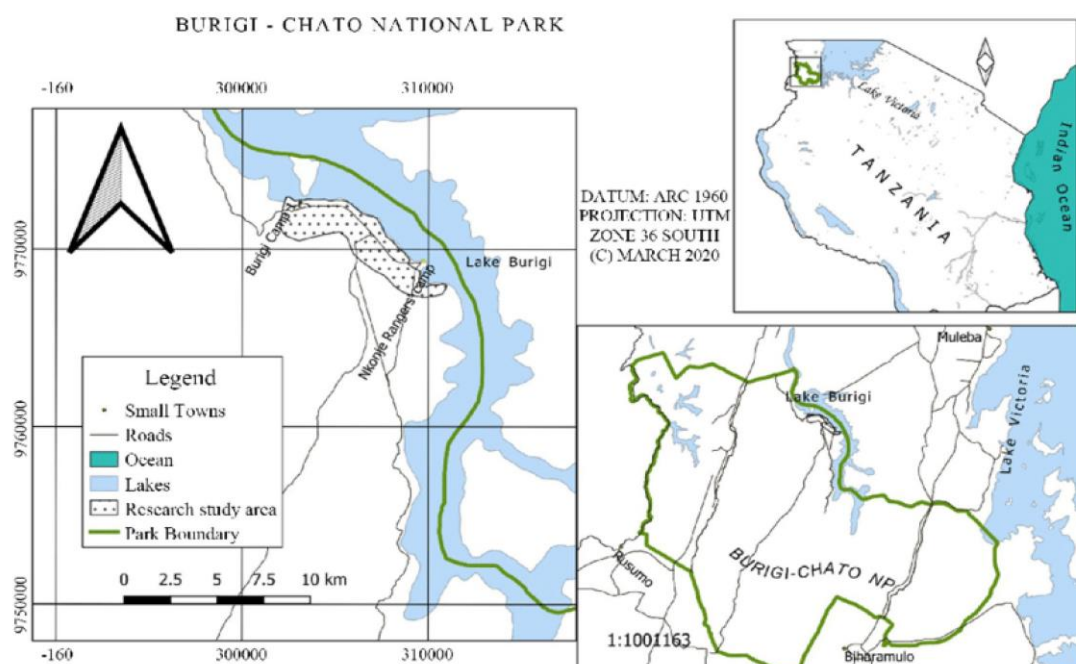 BURIGI - CHATO NATIONAL PARK
-160
300000
310000
9770000
9760000
9750000
Burigi Camp
Lake Burigi
Nkonje Rangers' Camp
Legend
Small Towns
Roads
Ocean
Lakes
Research study area
Park Boundary
0 2.5 5 7.5 10 km
-160
300000
310000
DATUM: ARC 1960
PROJECTION: UTM
ZONE 36 SOUTH
(C) MARCH 2020
Lake Victoria
TANZANIA
Indian Ocean
Muleba
Lake Burigi
Lake Victoria
Rusumo
BURIGI-CHATO NP
1:1001163
Biharamulo